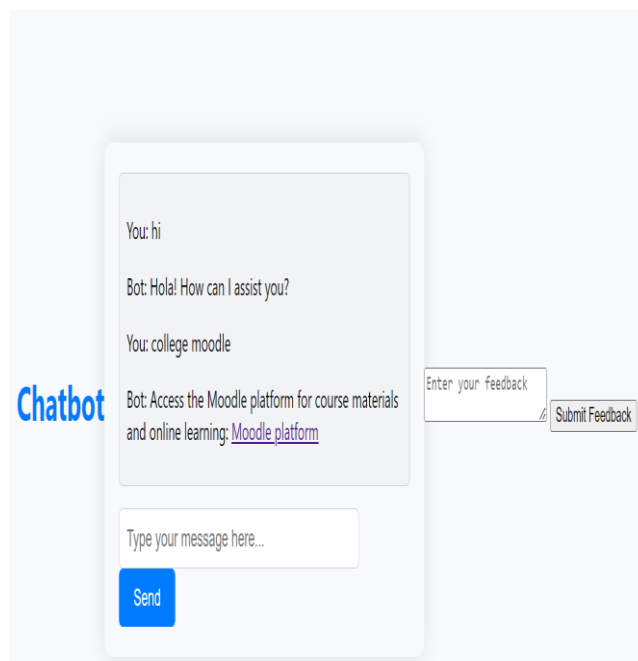 Chatbot
You: hi
Bot: Hola! How can I assist you?
You: college moodle
Bot: Access the Moodle platform for course materials
and online learning: Moodle platform
Type your message here...
Send
Enter your feedback
Submit Feedback